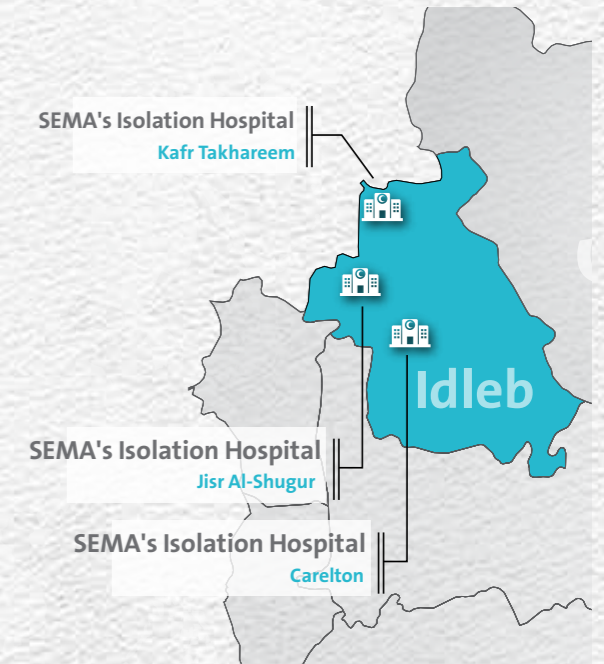 SEMA's Isolation Hospital
Kafr Takhareem
Idleb
SEMA's Isolation Hospital
Jisr Al-Shugur
SEMA's Isolation Hospital
Carelton